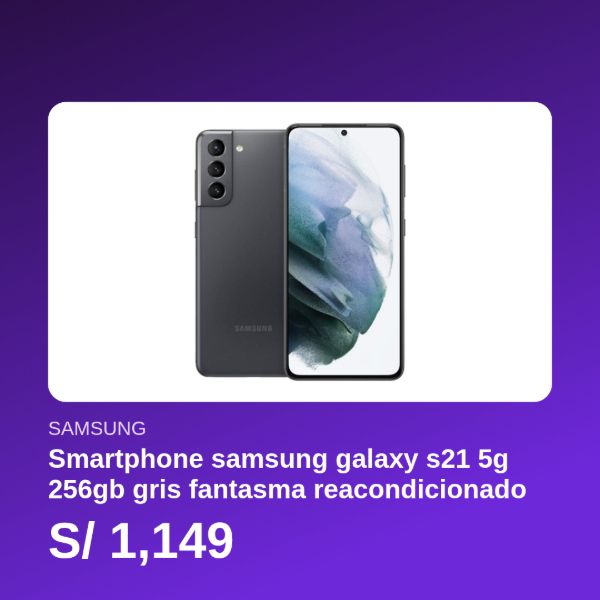 SAMSUNG
SAMSUNG
Smartphone samsung galaxy s21 5g
256gb gris fantasma reacondicionado
S/ 1,149